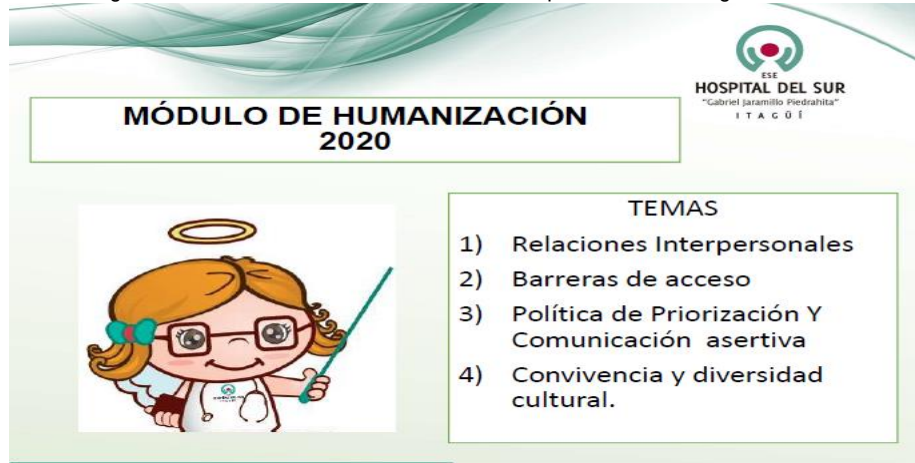 ESE
HOSPITAL DEL SUR
"Gabriel Jaramillo Piedrahita"
ITAGÜÍ
MÓDULO DE HUMANIZACIÓN
2020
TEMAS
1) Relaciones Interpersonales
2) Barreras de acceso
3) Política de Priorización Y
Comunicación asertiva
4) Convivencia y diversidad
cultural.